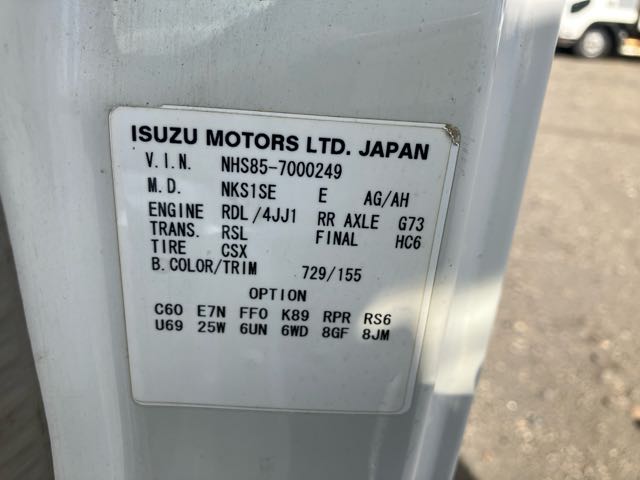 ISUZU MOTORS LTD. JAPAN
V.I.N. NHS85-7000249
M.D. NKS1SE E AG/AH
ENGINE RDL/4JJ1 RR AXLE G73
TRANS. RSL FINAL HC6
TIRE CSX
B.COLOR/TRIM 729/155
OPTION
C60 E7N FF0 K89 RPR RS6
U69 25W 6UN 6WD 8GF 8JM